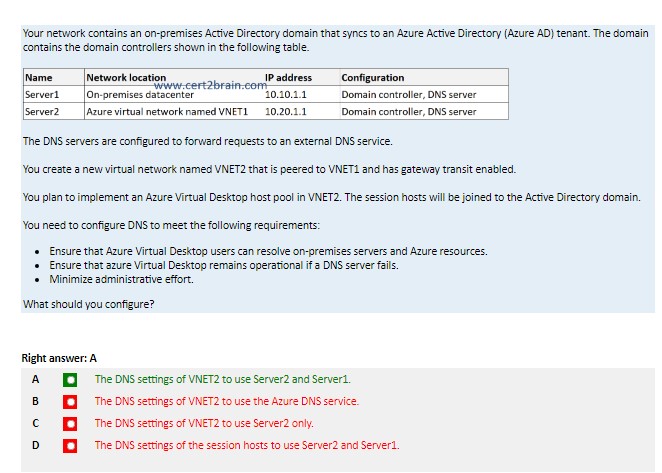 Your network contains an on-premises Active Directory domain that syncs to an Azure Active Directory (Azure AD) tenant. The domain
contains the domain controllers shown in the following table.
Name Network location IP address Configuration
www.cert2brain.com
Server1 On-premises datacenter 10.10.1.1 Domain controller, DNS server
Server2 Azure virtual network named VNET1 10.20.1.1 Domain controller, DNS server
The DNS servers are configured to forward requests to an external DNS service.
You create a new virtual network named VNET2 that is peered to VNET1 and has gateway transit enabled.
You plan to implement an Azure Virtual Desktop host pool in VNET2. The session hosts will be joined to the Active Directory domain.
You need to configure DNS to meet the following requirements:
• Ensure that Azure Virtual Desktop users can resolve on-premises servers and Azure resources.
• Ensure that azure Virtual Desktop remains operational if a DNS server fails.
• Minimize administrative effort.
What should you configure?
Right answer: A
A The DNS settings of VNET2 to use Server2 and Server1.
B The DNS settings of VNET2 to use the Azure DNS service.
C The DNS settings of VNET2 to use Server2 only.
D The DNS settings of the session hosts to use Server2 and Server1.